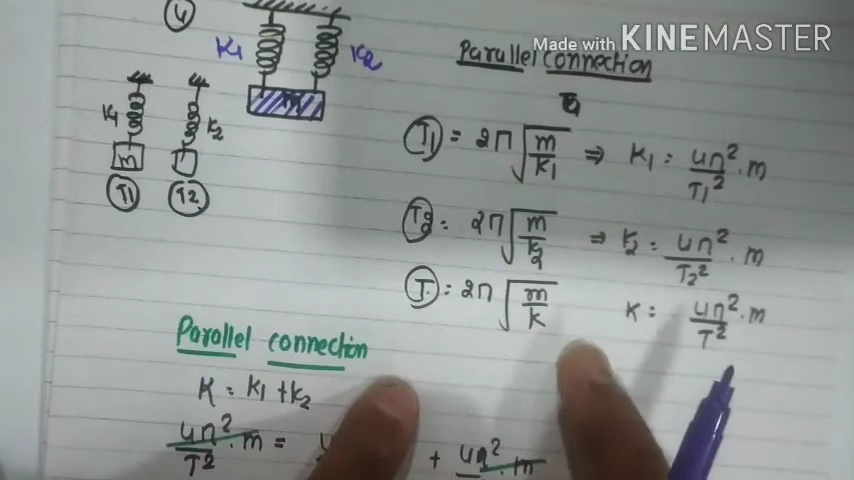 4
K1 K2
Made with KINEMASTER
Parallel connection
K1 K2
m
T1 T2
T1 = 2π √m/K1 ⇒ K1 = 4π²/T1² · m
T2 = 2π √m/K2 ⇒ K2 = 4π²/T2² · m
T = 2π √m/K K = 4π²/T² · m
Parallel connection
K = K1 + K2
4π²/T² · m = 4 + 4π² · m